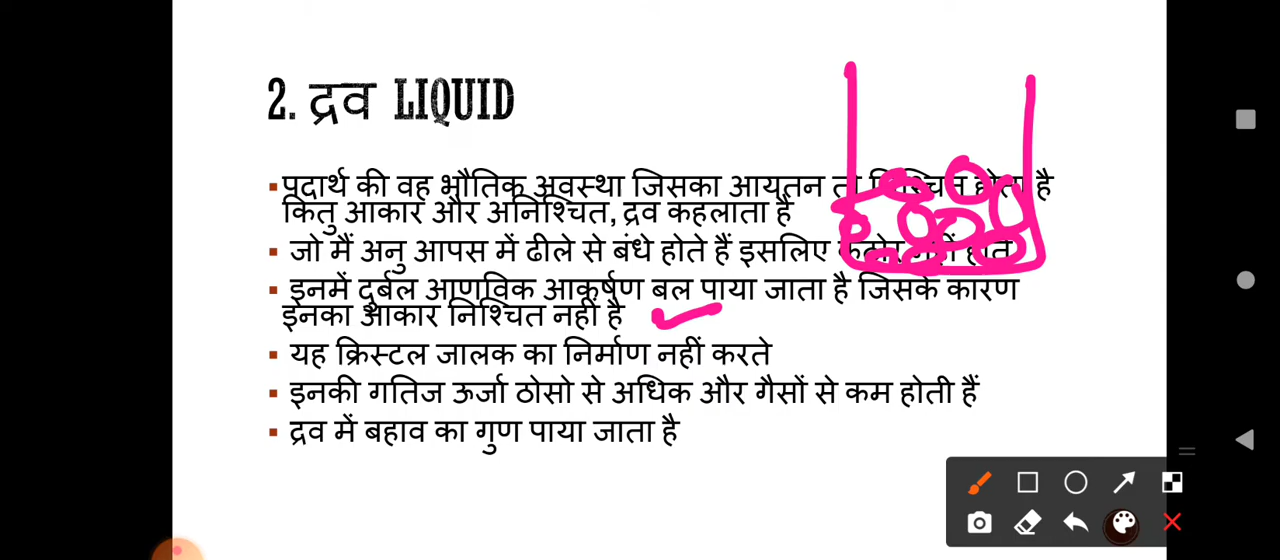 2. द्रव LIQUID
▪पदार्थ की वह भौतिक अवस्था जिसका आयतन तो निश्चित होता है
किंतु आकार और अनिश्चित, द्रव कहलाता है
▪ जो मैं अनु आपस में ढीले से बंधे होते हैं इसलिए कठोर नहीं होते
▪ इनमें दुर्बल आणविक आकर्षण बल पाया जाता है जिसके कारण
इनका आकार निश्चित नहीं है
▪ यह क्रिस्टल जालक का निर्माण नहीं करते
▪ इनकी गतिज ऊर्जा ठोसो से अधिक और गैसों से कम होती हैं
▪ द्रव में बहाव का गुण पाया जाता है